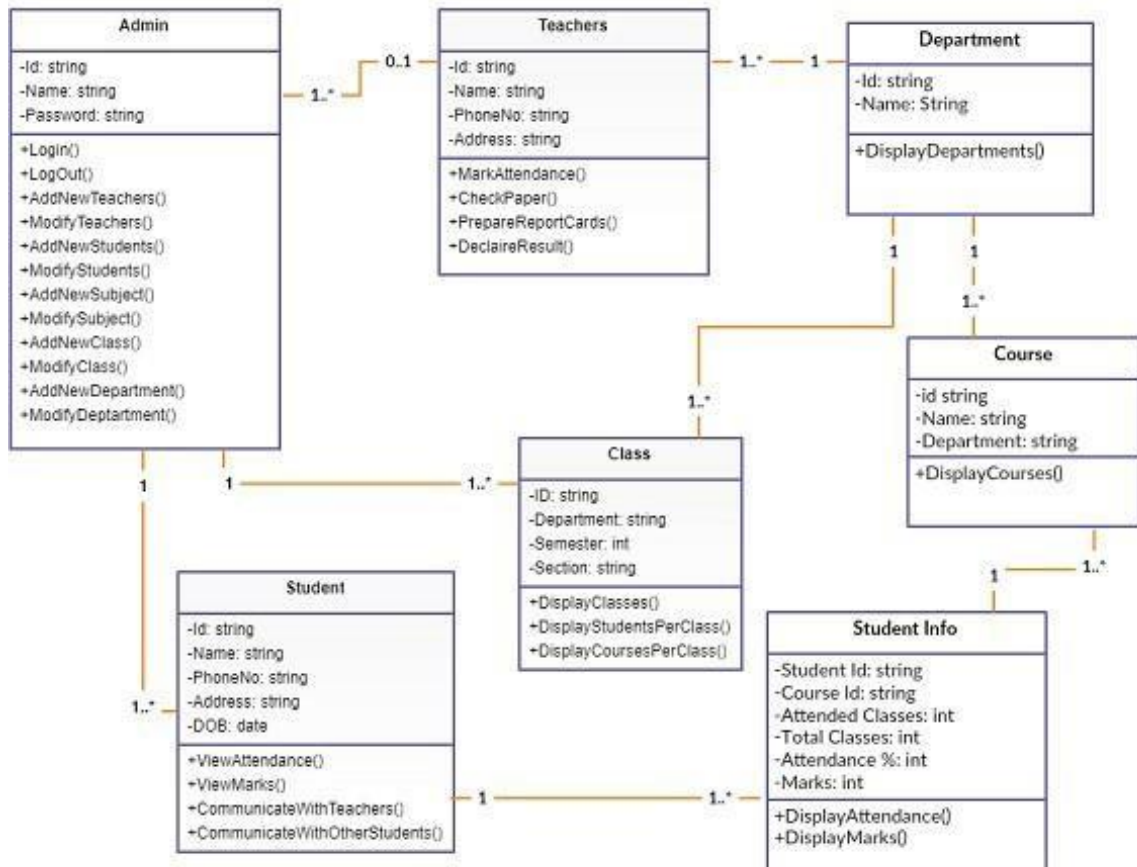 Admin
-Id: string
-Name: string
-Password: string
+Login()
+LogOut()
+AddNewTeachers()
+ModifyTeachers()
+AddNewStudents()
+ModifyStudents()
+AddNewSubject()
+ModifySubject()
+AddNewClass()
+ModifyClass()
+AddNewDepartment()
+ModifyDeptartment()
1..*
0..1
Teachers
-Id: string
-Name: string
-PhoneNo: string
-Address: string
+MarkAttendance()
+CheckPaper()
+PrepareReportCards()
+DeclaireResult()
1..*
1
Department
-Id: string
-Name: String
+DisplayDepartments()
1
1
1..*
1..*
Course
-id string
-Name: string
-Department: string
+DisplayCourses()
1
1
1..*
Class
-ID: string
-Department: string
-Semester: int
-Section: string
+DisplayClasses()
+DisplayStudentsPerClass()
+DisplayCoursesPerClass()
1..*
1
1..*
Student
-Id: string
-Name: string
-PhoneNo: string
-Address: string
-DOB: date
+ViewAttendance()
+ViewMarks()
+CommunicateWithTeachers()
+CommunicateWithOtherStudents()
1
1..*
Student Info
-Student Id: string
-Course Id: string
-Attended Classes: int
-Total Classes: int
-Attendance %: int
-Marks: int
+DisplayAttendance()
+DisplayMarks()